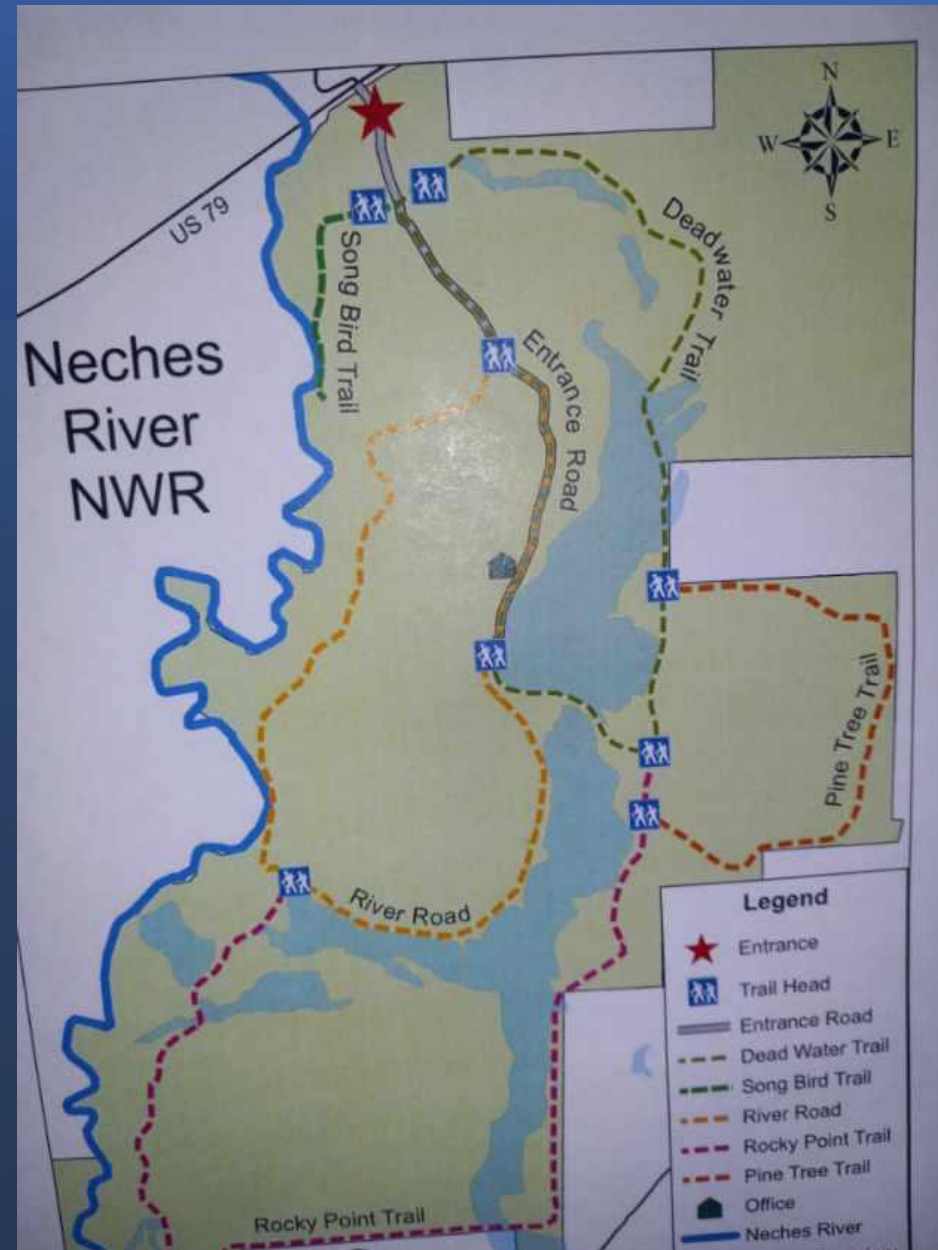 N
W E
S
US 79
Song Bird Trail
Deadwater Trail
Entrance Road
Neches
River
NWR
Pine Tree Trail
River Road
Rocky Point Trail
Legend
Entrance
Trail Head
Entrance Road
Dead Water Trail
Song Bird Trail
River Road
Rocky Point Trail
Pine Tree Trail
Office
Neches River